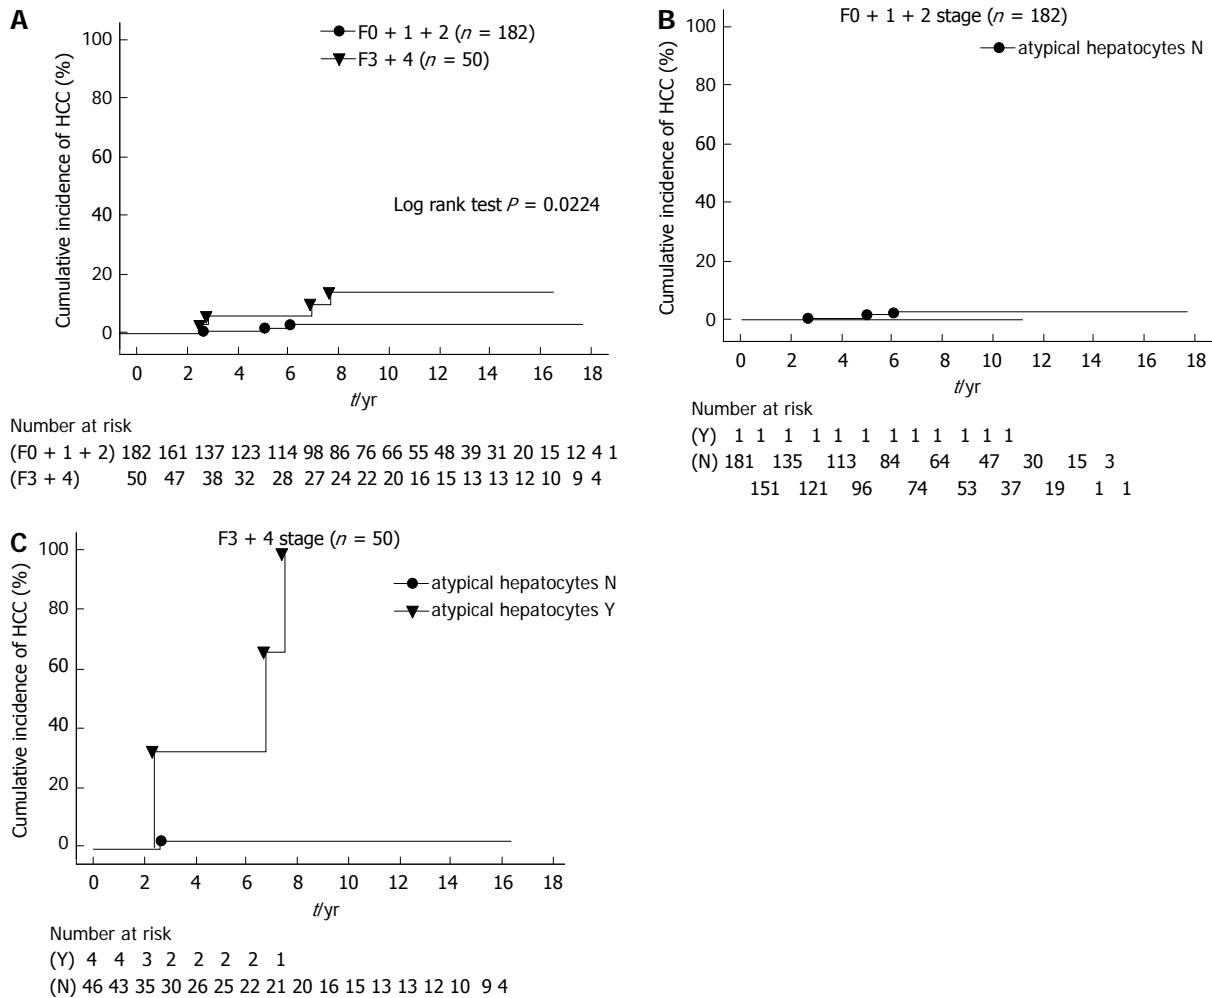 A
F0 + 1 + 2 (n = 182)
F3 + 4 (n = 50)
Log rank test P = 0.0224
Cumulative incidence of HCC (%)
100
80
60
40
20
0
0 2 4 6 8 10 12 14 16 18
t/yr
Number at risk
(F0 + 1 + 2) 182 161 137 123 114 98 86 76 66 55 48 39 31 20 15 12 4 1
(F3 + 4) 50 47 38 32 28 27 24 22 20 16 15 13 13 12 10 9 4
B
F0 + 1 + 2 stage (n = 182)
atypical hepatocytes N
Cumulative incidence of HCC (%)
100
80
60
40
20
0
0 2 4 6 8 10 12 14 16 18
t/yr
Number at risk
(Y) 1 1 1 1 1 1 1 1 1 1 1 1
(N) 181 135 113 84 64 47 30 15 3
151 121 96 74 53 37 19 1 1
C
F3 + 4 stage (n = 50)
atypical hepatocytes N
atypical hepatocytes Y
Cumulative incidence of HCC (%)
100
80
60
40
20
0
0 2 4 6 8 10 12 14 16 18
t/yr
Number at risk
(Y) 4 4 3 2 2 2 2 1
(N) 46 43 35 30 26 25 22 21 20 16 15 13 13 12 10 9 4